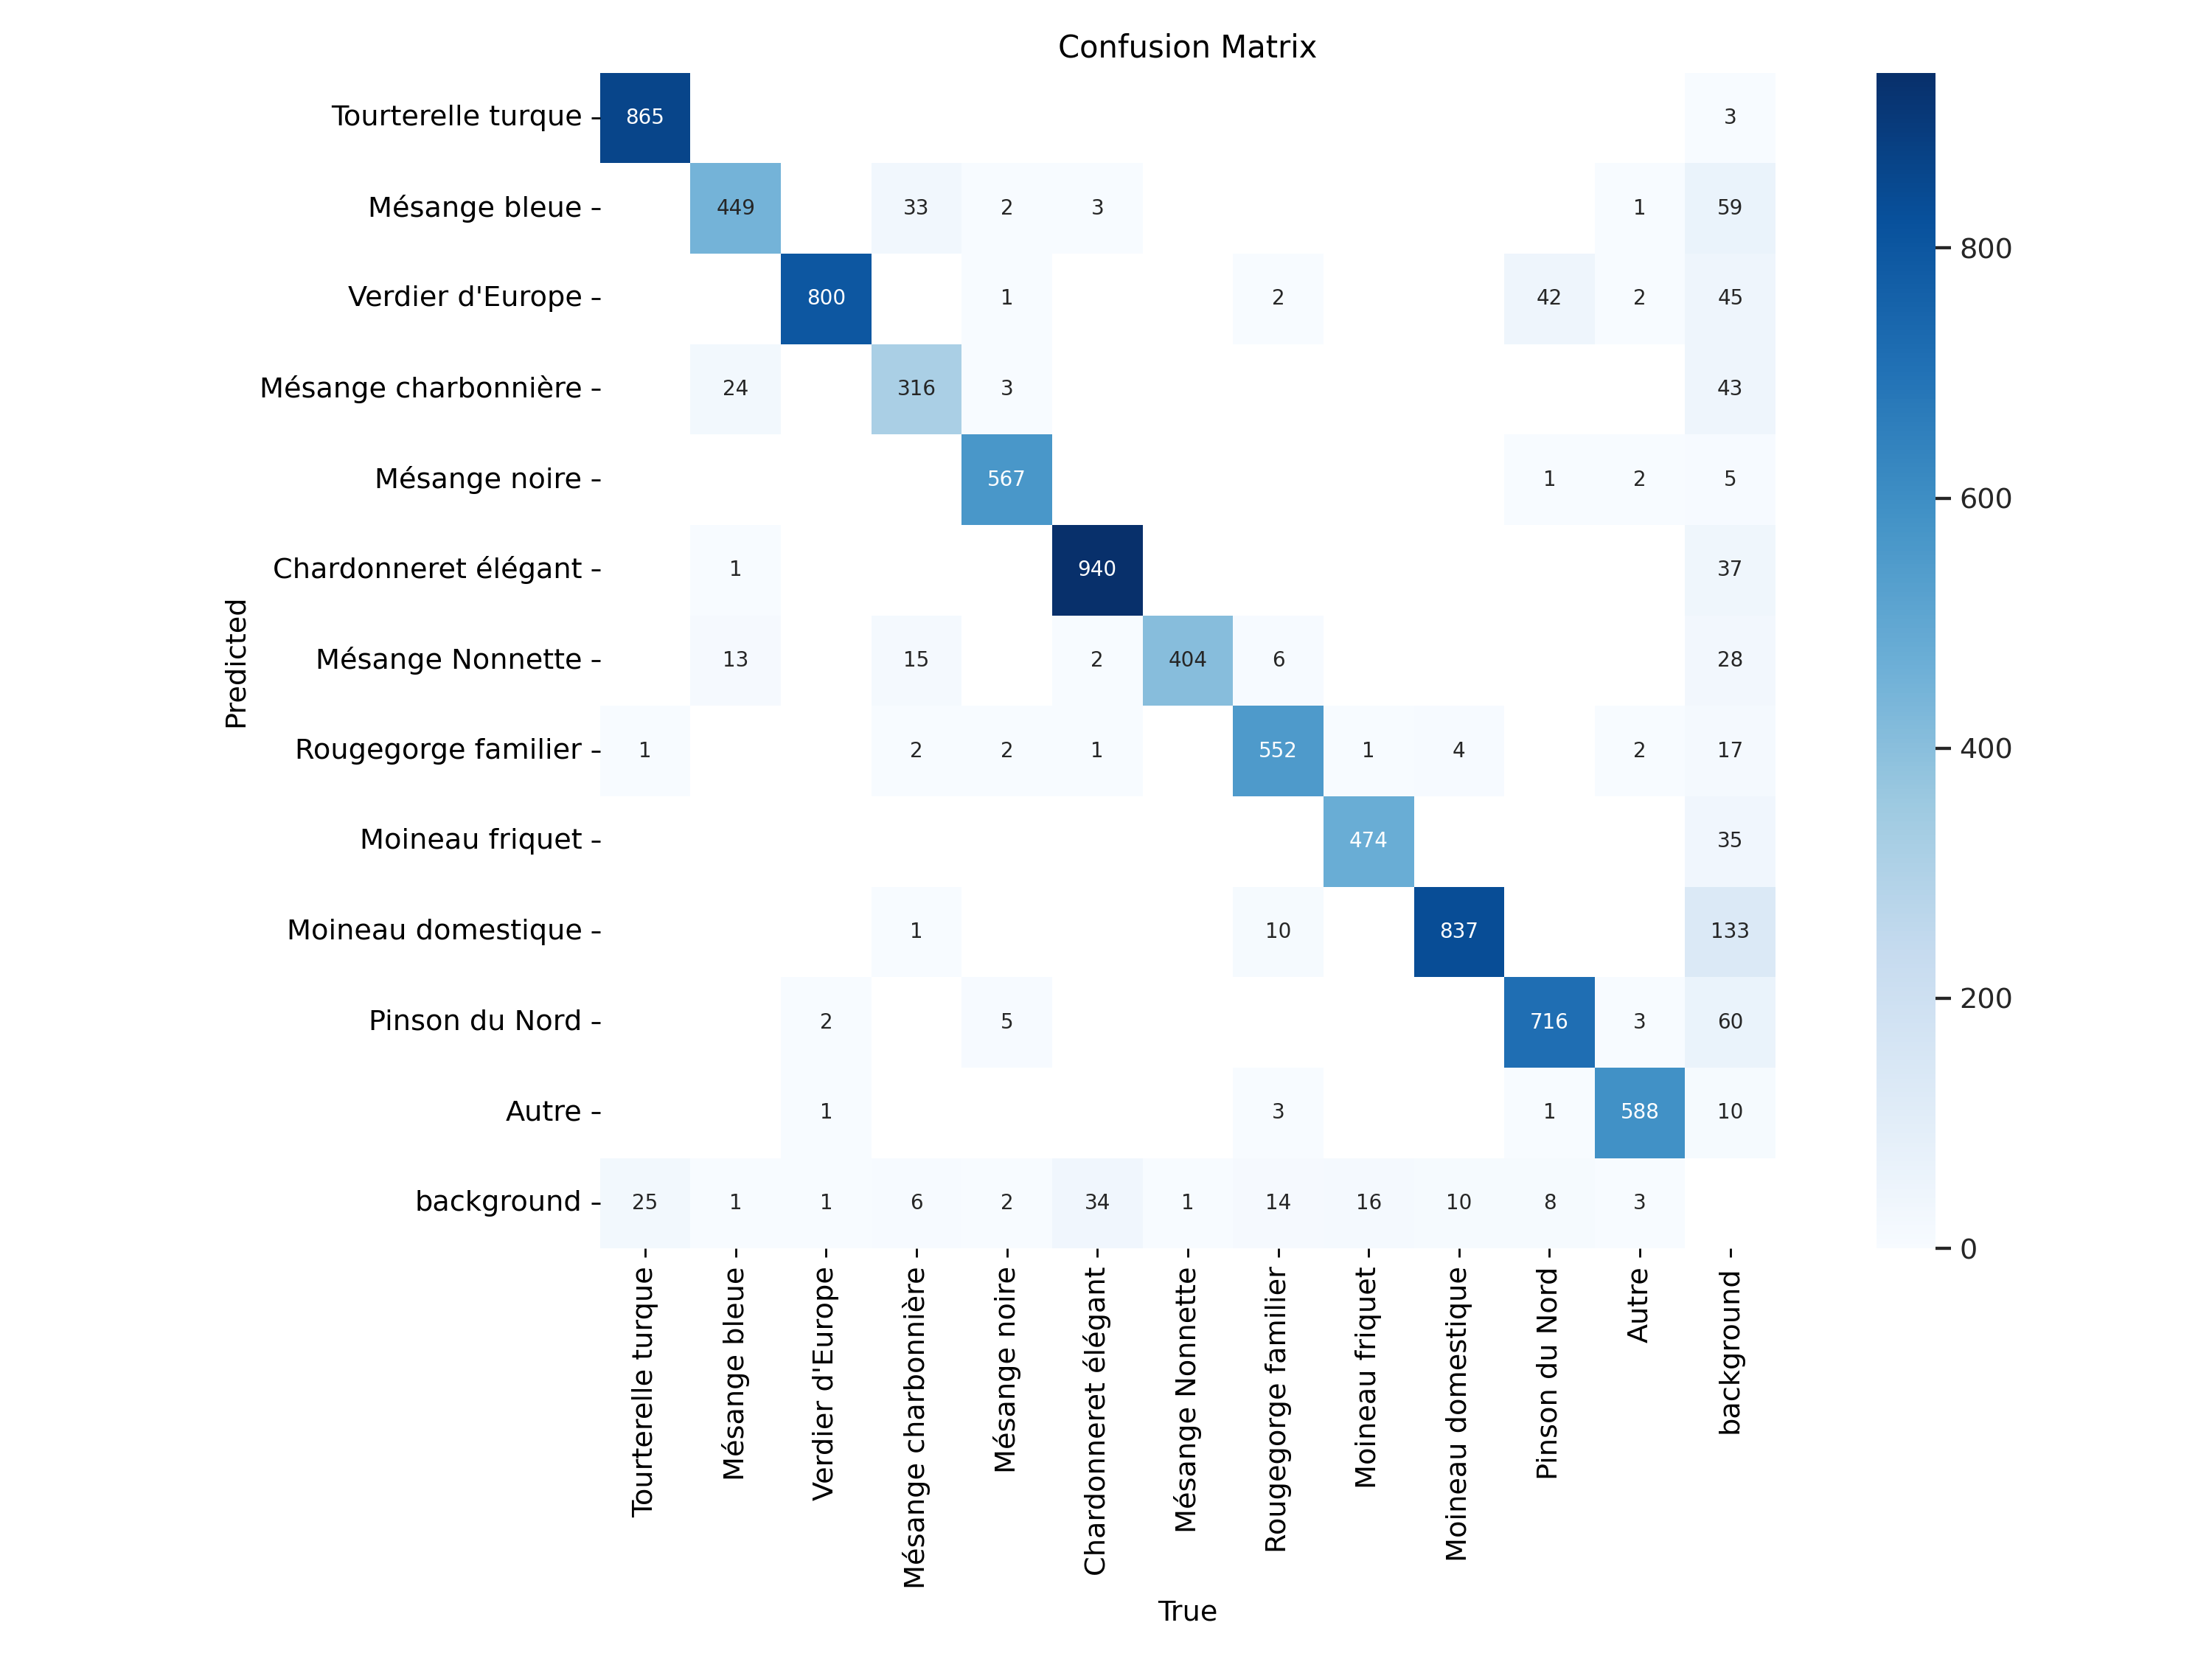 Confusion Matrix
Tourterelle turque 865 3
Mésange bleue 449 33 2 3 1 59
Verdier d'Europe 800 1 2 42 2 45
Mésange charbonnière 24 316 3 43
Mésange noire 567 1 2 5
Chardonneret élégant 1 940 37
Mésange Nonnette 13 15 2 404 6 28
Rougegorge familier 1 2 2 1 552 1 4 2 17
Moineau friquet 474 35
Moineau domestique 1 10 837 133
Pinson du Nord 2 5 716 3 60
Autre 1 3 1 588 10
background 25 1 1 6 2 34 1 14 16 10 8 3
Predicted
Tourterelle turque
Mésange bleue
Verdier d'Europe
Mésange charbonnière
Mésange noire
Chardonneret élégant
Mésange Nonnette
Rougegorge familier
Moineau friquet
Moineau domestique
Pinson du Nord
Autre
background
True
800
600
400
200
0